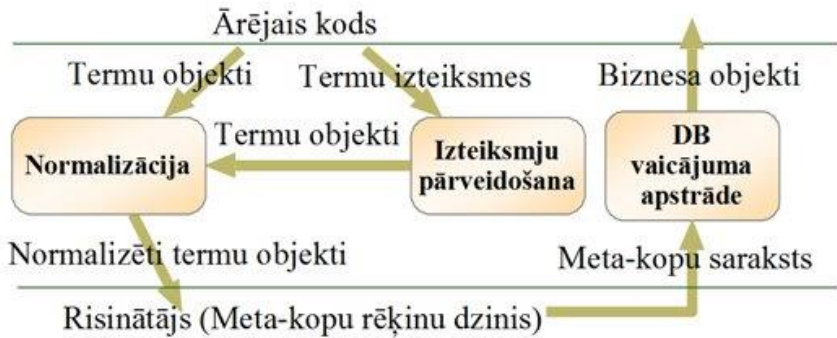 Ārējais kods
Termu objekti
Termu izteiksmes
Biznesa objekti
Normalizācija
Termu objekti
Izteiksmju
pārveidošana
DB
vaicājuma
apstrāde
Normalizēti termu objekti
Meta-kopu saraksts
Risinātājs (Meta-kopu rēķinu dzinis)